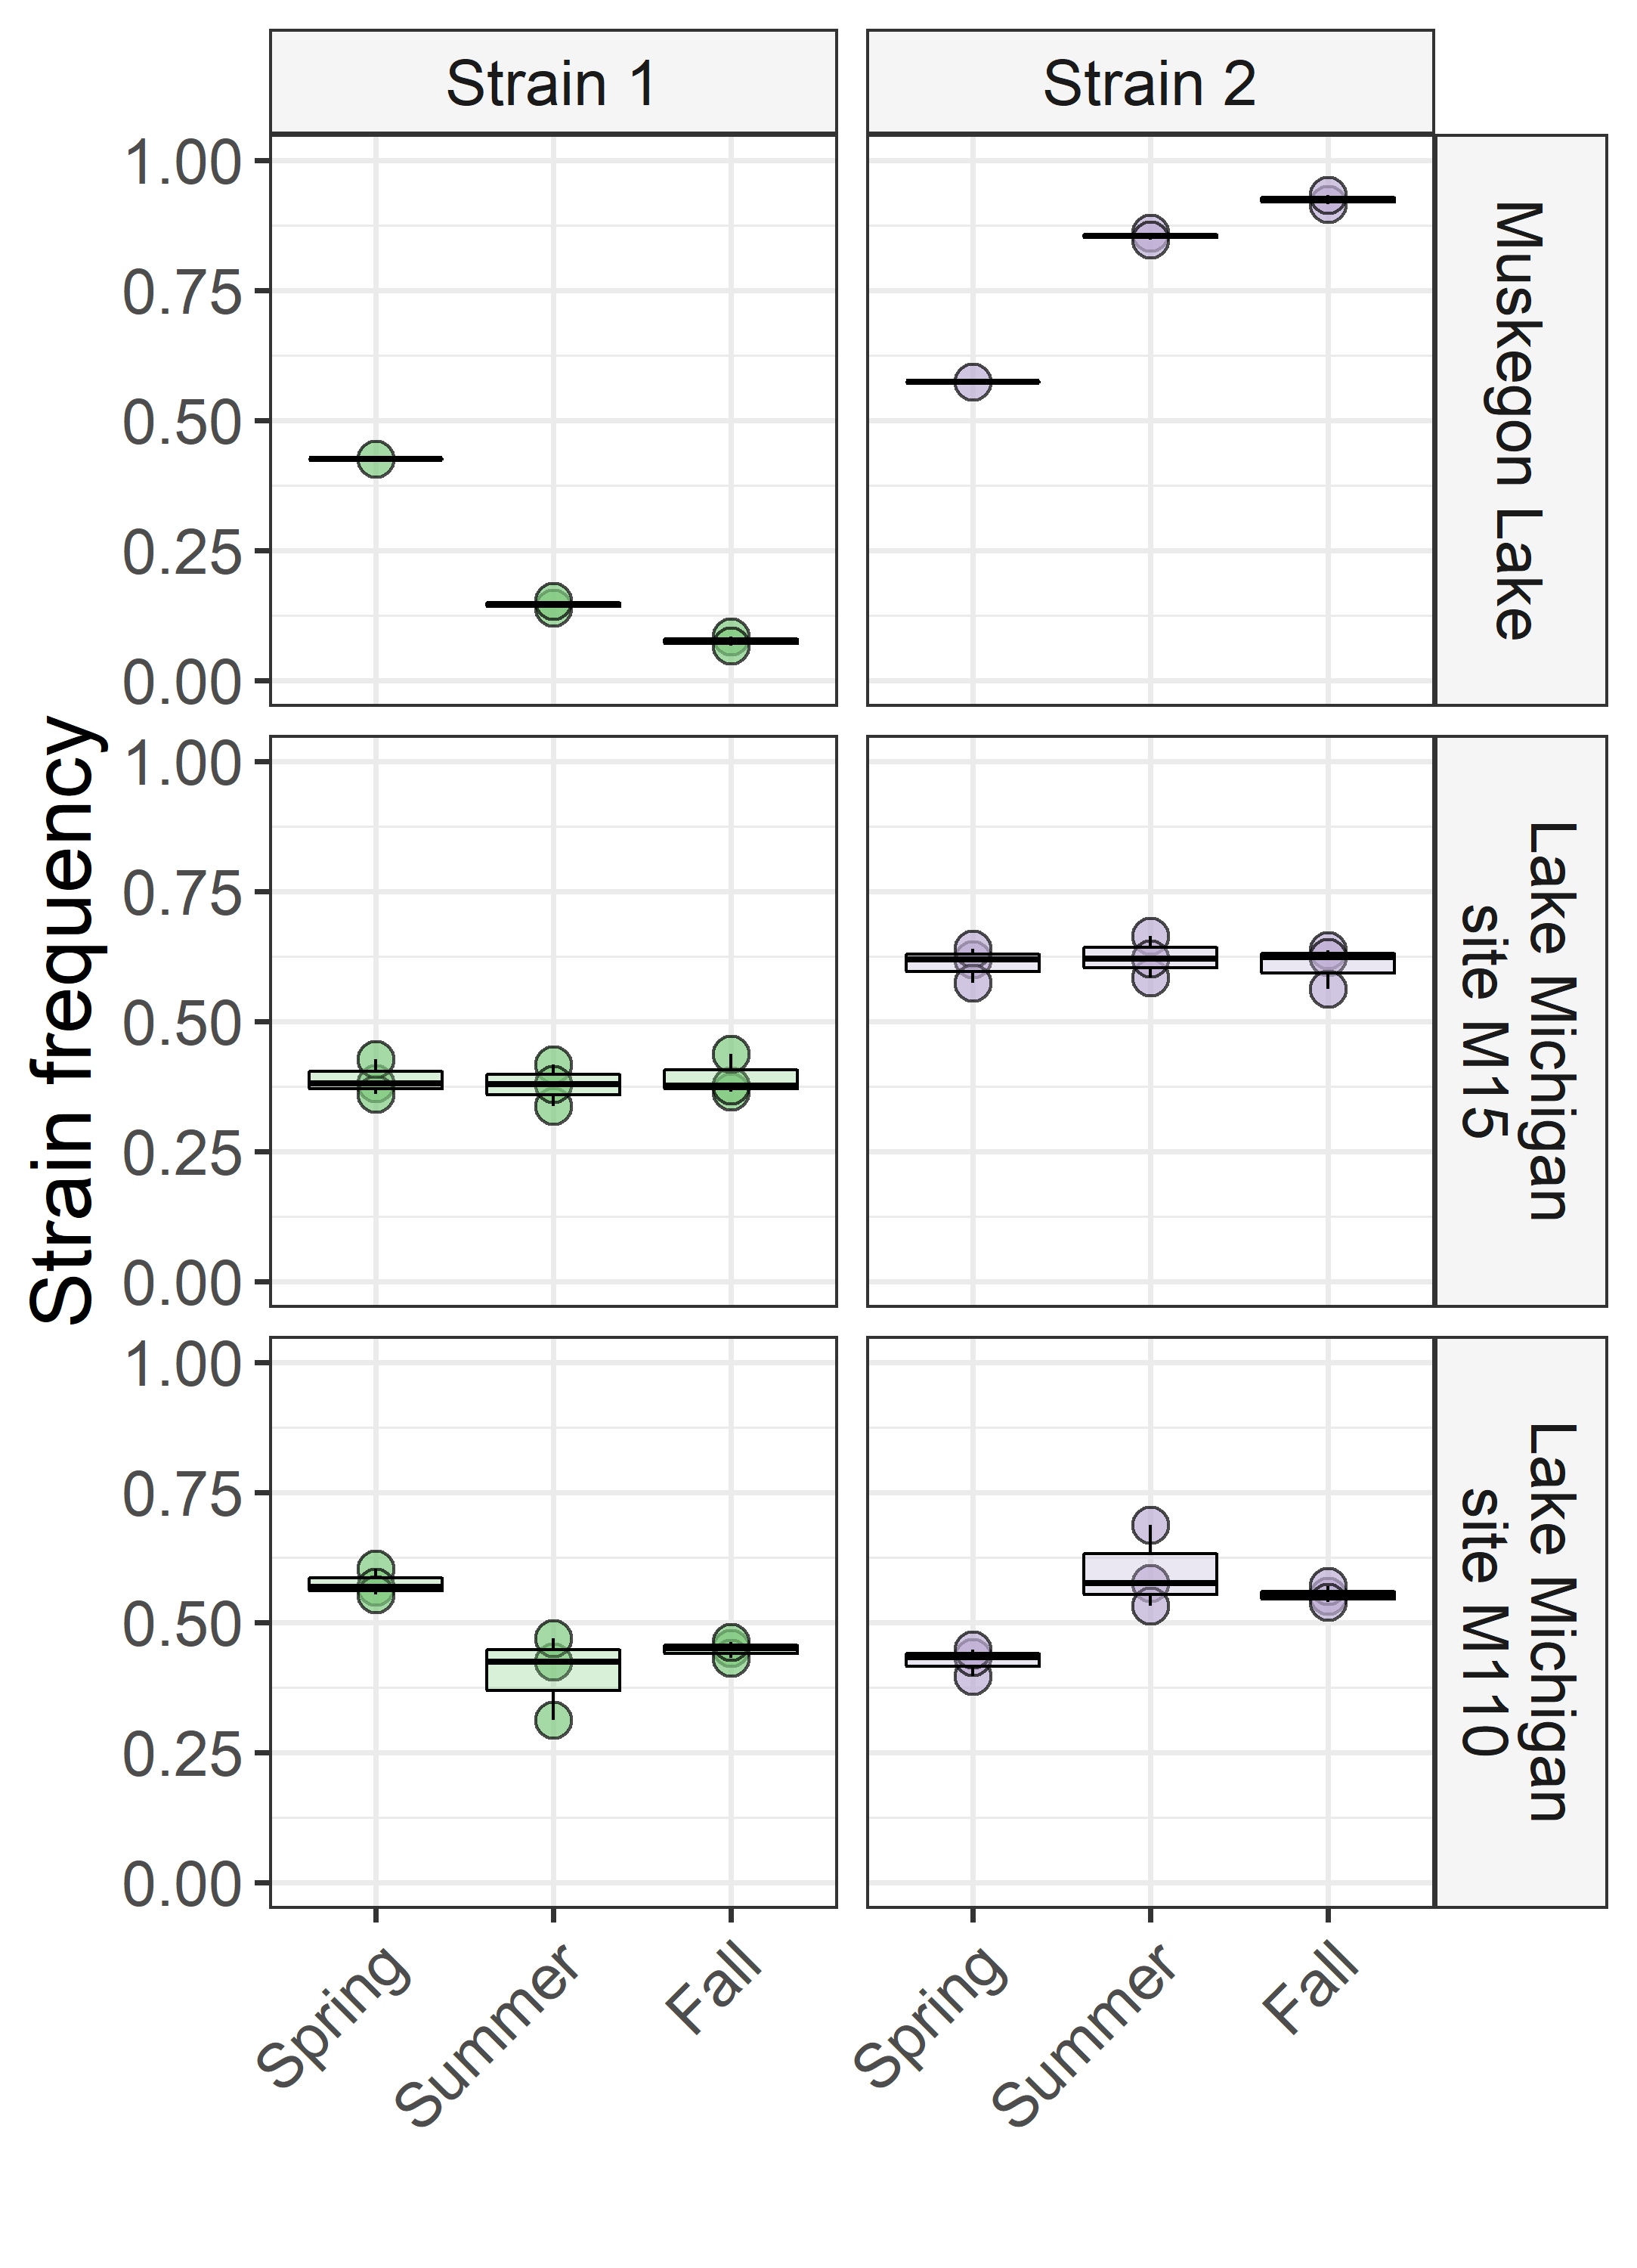 Strain 1
Strain 2
Strain frequency
1.00
0.75
0.50
0.25
0.00
Muskegon Lake
1.00
0.75
0.50
0.25
0.00
Lake Michigan
site M15
1.00
0.75
0.50
0.25
0.00
Lake Michigan
site M110
Spring
Summer
Fall
Spring
Summer
Fall